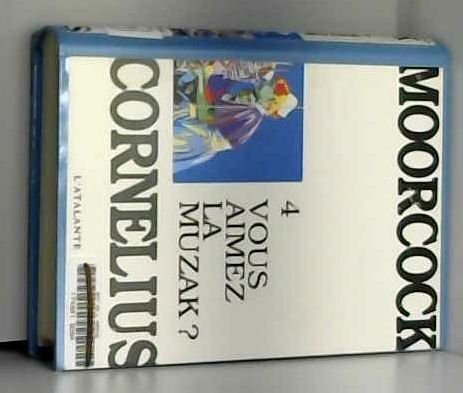 MOORCOCK
4
VOUS
AIMEZ
LA
MUZAK ?
CORNELIUS
L'ATALANTE